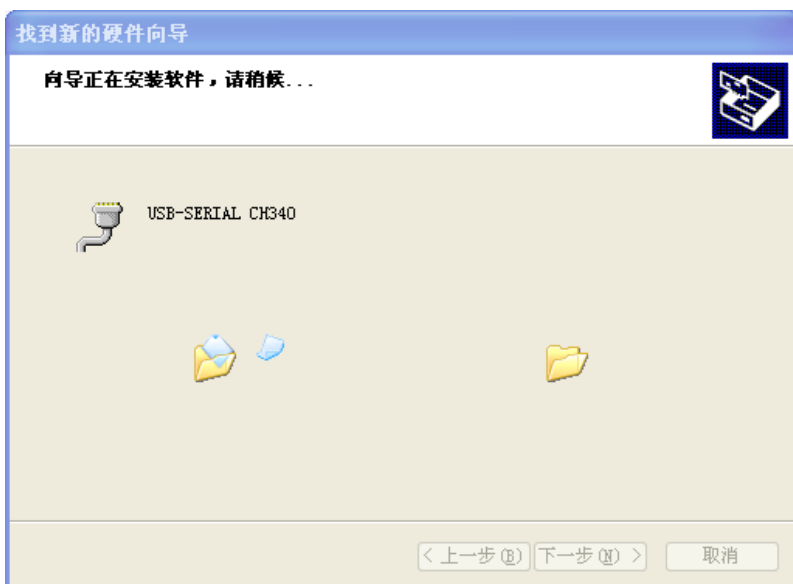 找到新的硬件向导
向导正在安装软件，请稍候...
USB-SERIAL CH340
< 上一步(B) 下一步(N) > 取消